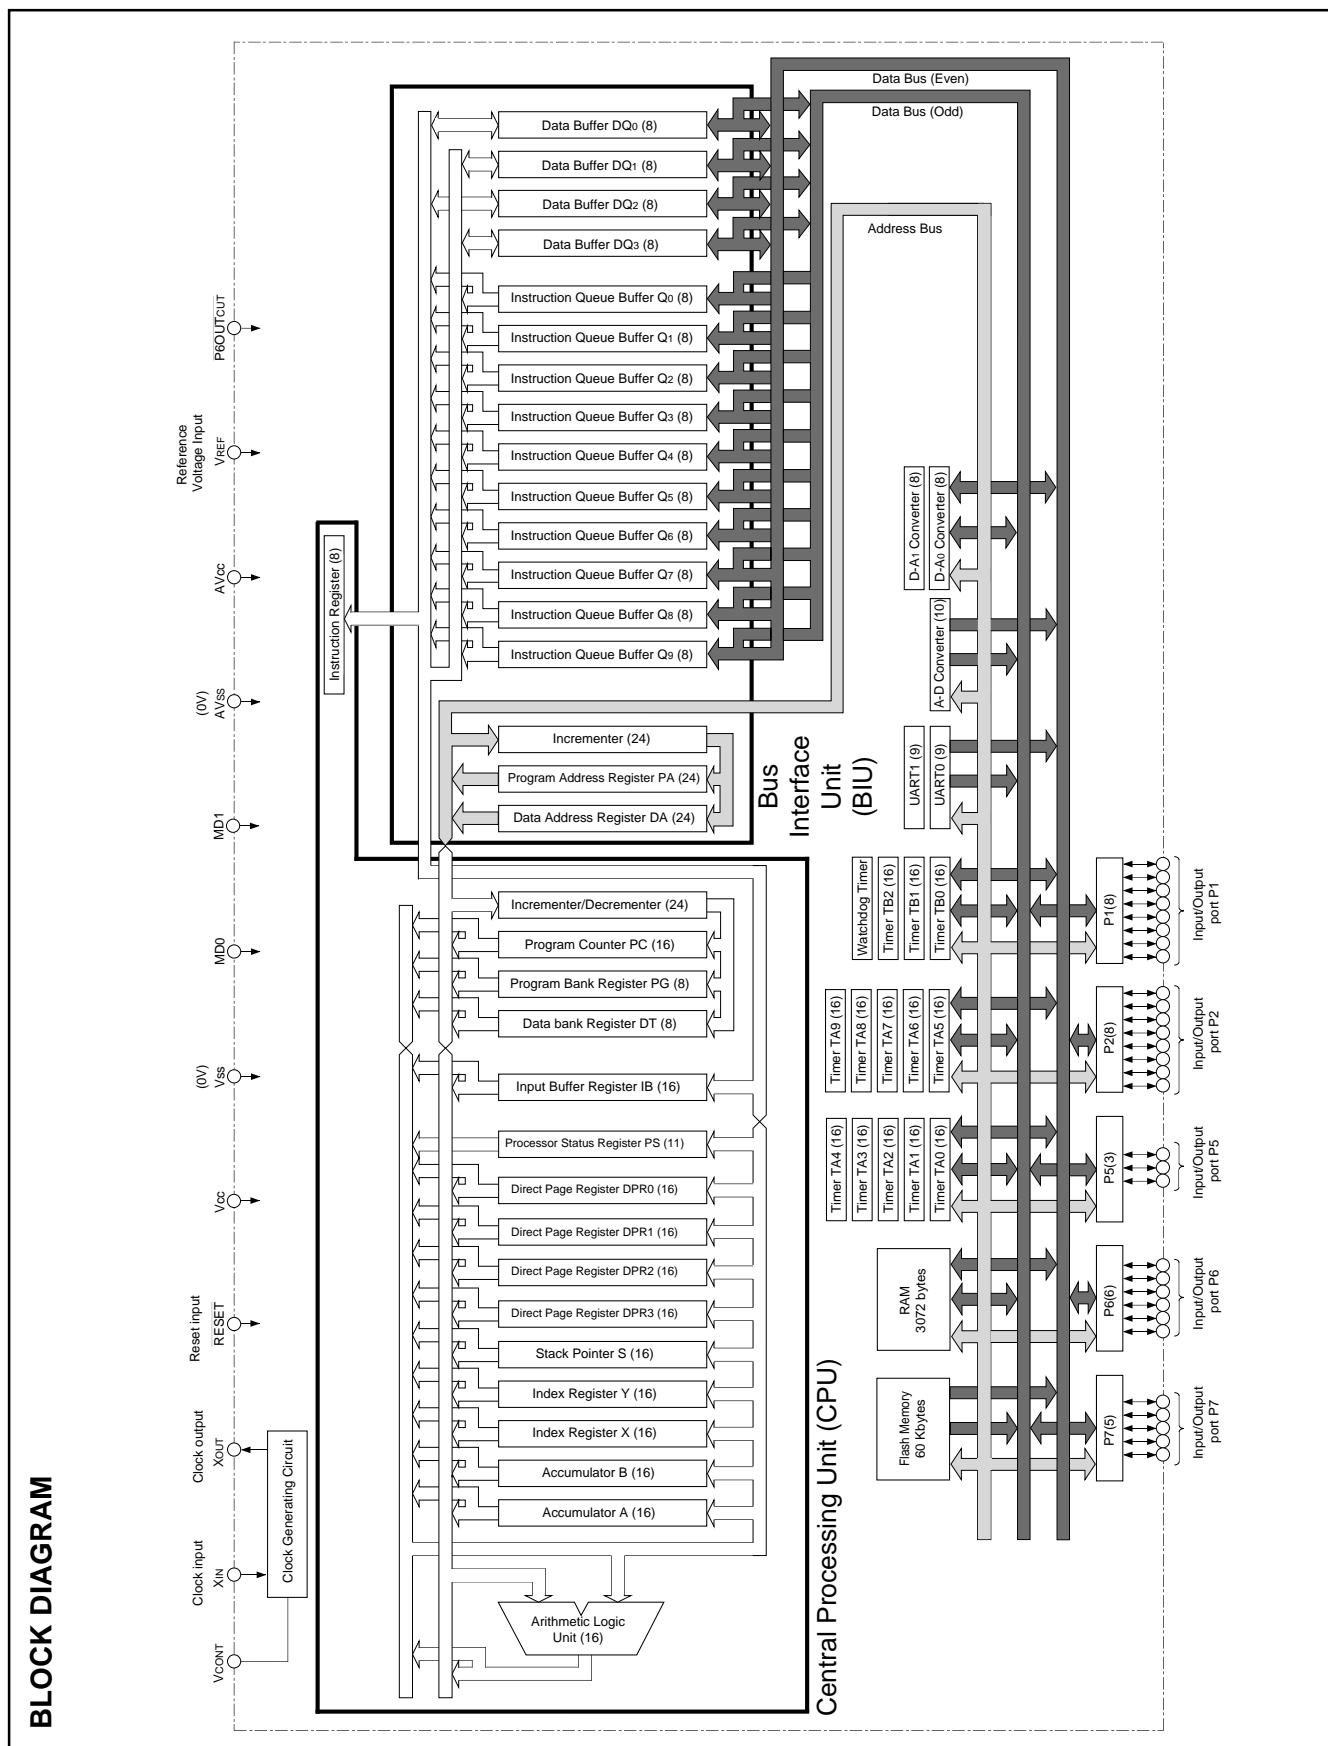 BLOCK DIAGRAM
Data Bus (Even)
Data Bus (Odd)
Address Bus
Data Buffer DQ0 (8)
Data Buffer DQ1 (8)
Data Buffer DQ2 (8)
Data Buffer DQ3 (8)
Instruction Queue Buffer Q0 (8)
Instruction Queue Buffer Q1 (8)
Instruction Queue Buffer Q2 (8)
Instruction Queue Buffer Q3 (8)
Instruction Queue Buffer Q4 (8)
Instruction Queue Buffer Q5 (8)
Instruction Queue Buffer Q6 (8)
Instruction Queue Buffer Q7 (8)
Instruction Queue Buffer Q8 (8)
Instruction Queue Buffer Q9 (8)
Incrementer (24)
Program Address Register PA (24)
Data Address Register DA (24)
Bus
Interface
Unit
(BIU)
Instruction Register (8)
Incrementer/Decrementer (24)
Program Counter PC (16)
Program Bank Register PG (8)
Data bank Register DT (8)
Input Buffer Register IB (16)
Processor Status Register PS (11)
Direct Page Register DPR0 (16)
Direct Page Register DPR1 (16)
Direct Page Register DPR2 (16)
Direct Page Register DPR3 (16)
Stack Pointer S (16)
Index Register Y (16)
Index Register X (16)
Accumulator B (16)
Accumulator A (16)
Arithmetic Logic
Unit (16)
Central Processing Unit (CPU)
P6OUTCUT
Reference
Voltage Input
VREF
AVcc
(0V)
AVss
MD1
MD0
(0V)
Vss
Vcc
Reset input
RESET
Clock output
XOUT
Clock input
XIN
VCONT
Clock Generating Circuit
D-A1 Converter (8)
D-A0 Converter (8)
A-D Converter (10)
UART1 (9)
UART0 (9)
Watchdog Timer
Timer TB2 (16)
Timer TB1 (16)
Timer TB0 (16)
Timer TA9 (16)
Timer TA8 (16)
Timer TA7 (16)
Timer TA6 (16)
Timer TA5 (16)
Timer TA4 (16)
Timer TA3 (16)
Timer TA2 (16)
Timer TA1 (16)
Timer TA0 (16)
RAM
3072 bytes
Flash Memory
60 Kbytes
P1(8)
Input/Output
port P1
P2(8)
Input/Output
port P2
P5(3)
Input/Output
port P5
P6(6)
Input/Output
port P6
P7(5)
Input/Output
port P7